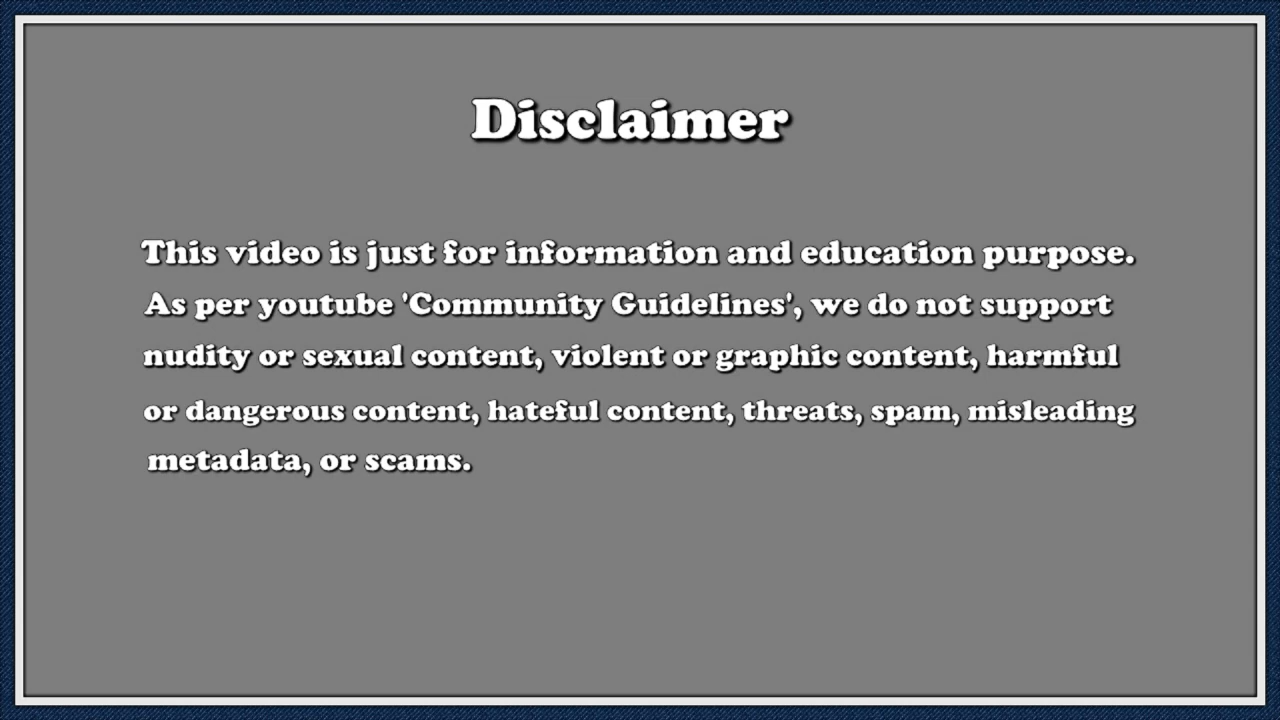 Disclaimer
This video is just for information and education purpose.
As per youtube 'Community Guidelines', we do not support
nudity or sexual content, violent or graphic content, harmful
or dangerous content, hateful content, threats, spam, misleading
metadata, or scams.